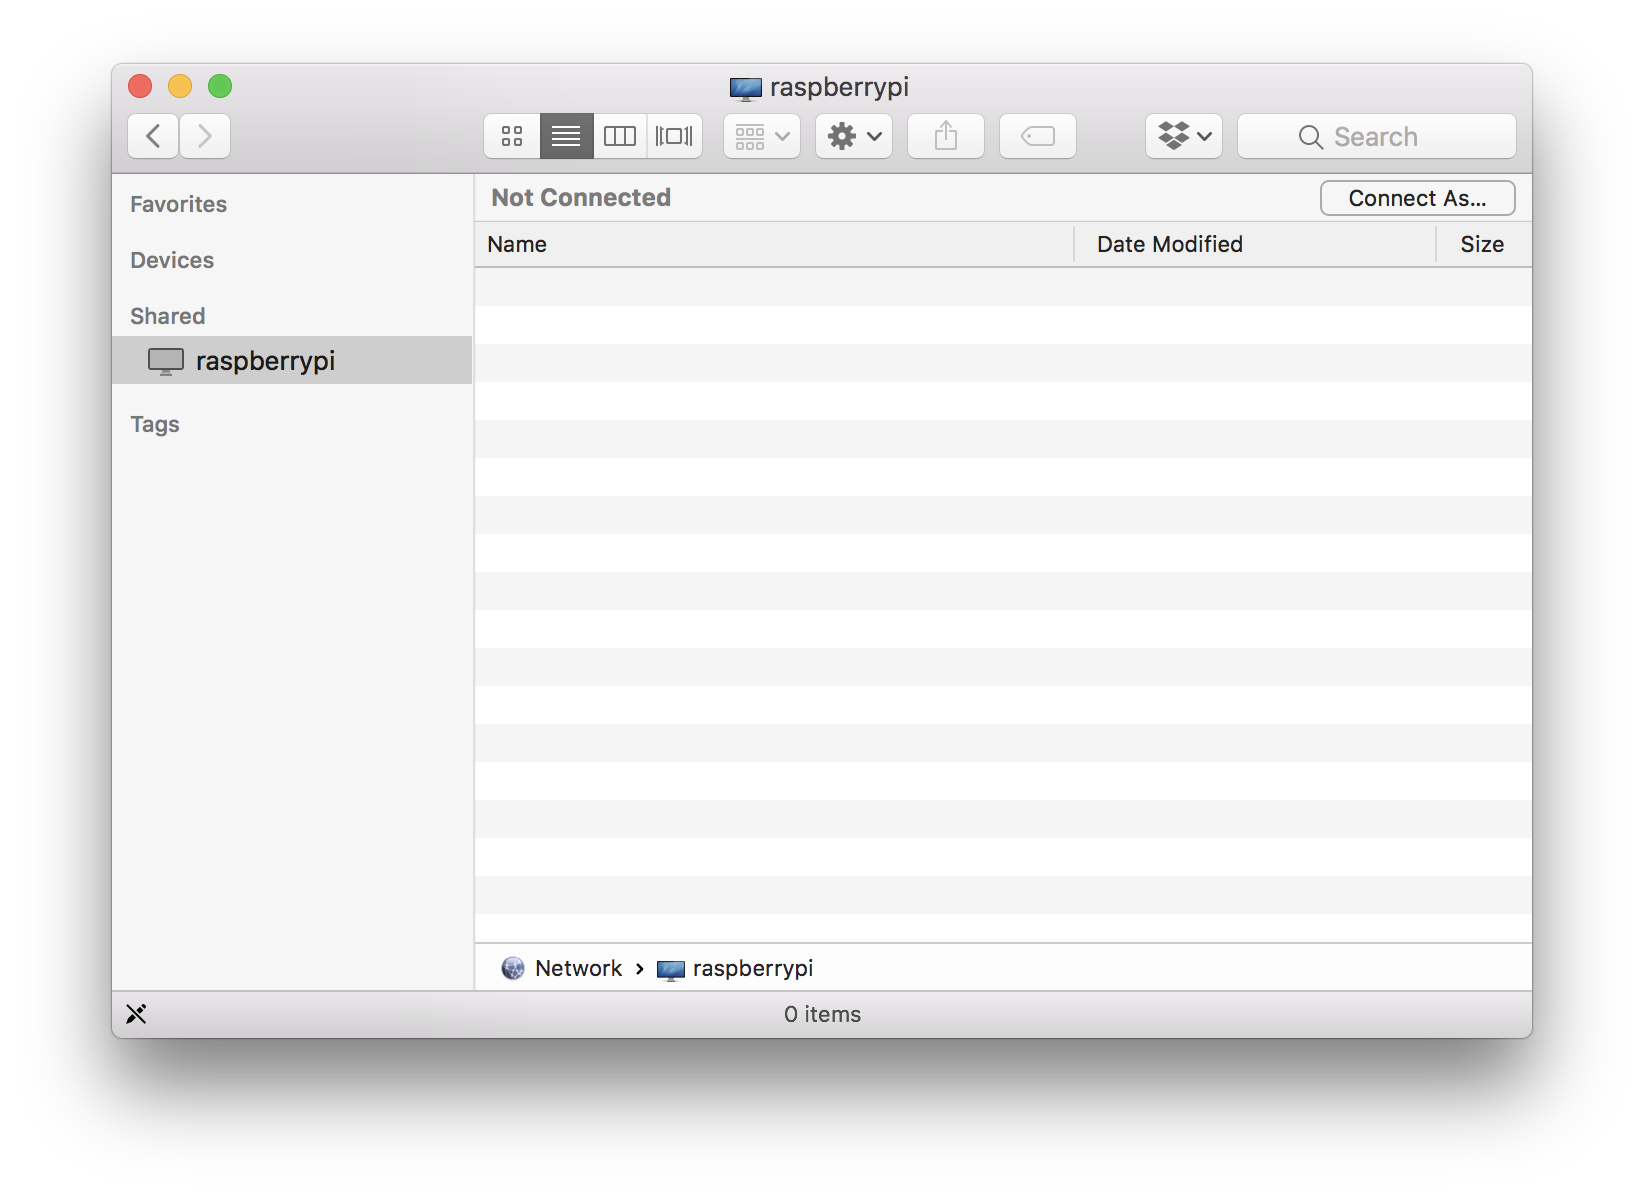 raspberrypi
Search
Favorites
Devices
Shared
raspberrypi
Tags
Not Connected
Connect As...
Name Date Modified Size
Network › raspberrypi
0 items